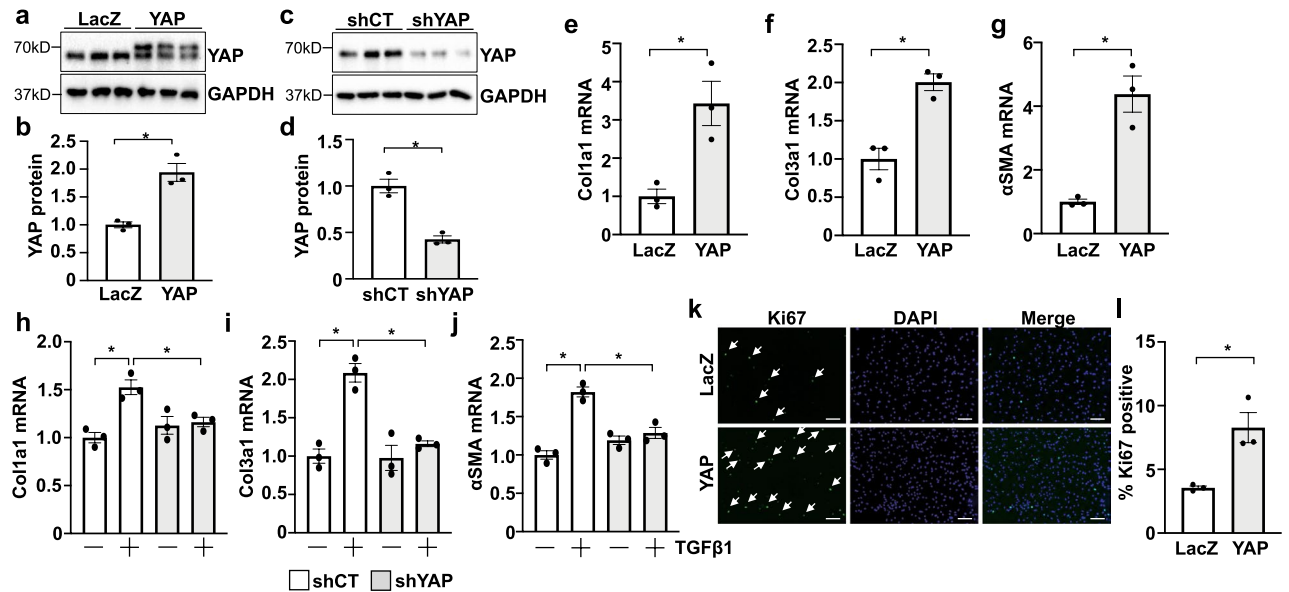 a
LacZ YAP
70kD
YAP
37kD
GAPDH
b
YAP protein
2.5
2.0
1.5
1.0
0.5
0
*
LacZ YAP
c
shCT shYAP
70kD
YAP
37kD
GAPDH
d
YAP protein
1.5
1.0
0.5
0
*
shCT shYAP
e
Col1a1 mRNA
5
4
3
2
1
0
*
LacZ YAP
f
Col3a1 mRNA
2.5
2.0
1.5
1.0
0.5
0
*
LacZ YAP
g
αSMA mRNA
6
4
2
0
*
LacZ YAP
h
Col1a1 mRNA
2.0
1.5
1.0
0.5
0
* *
— + — +
i
Col3a1 mRNA
2.5
2.0
1.5
1.0
0.5
0
* *
— + — +
j
αSMA mRNA
2.5
2.0
1.5
1.0
0.5
0
* *
— + — + TGFβ1
shCT shYAP
k
Ki67 DAPI Merge
LacZ
YAP
l
% Ki67 positive
15
10
5
0
*
LacZ YAP